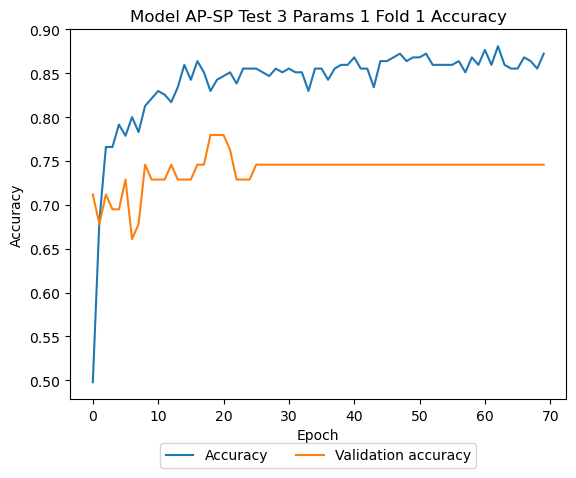 Model AP-SP Test 3 Params 1 Fold 1 Accuracy
0.90
0.85
0.80
0.75
0.70
0.65
0.60
0.55
0.50
Accuracy
0 10 20 30 40 50 60 70
Epoch
Accuracy Validation accuracy